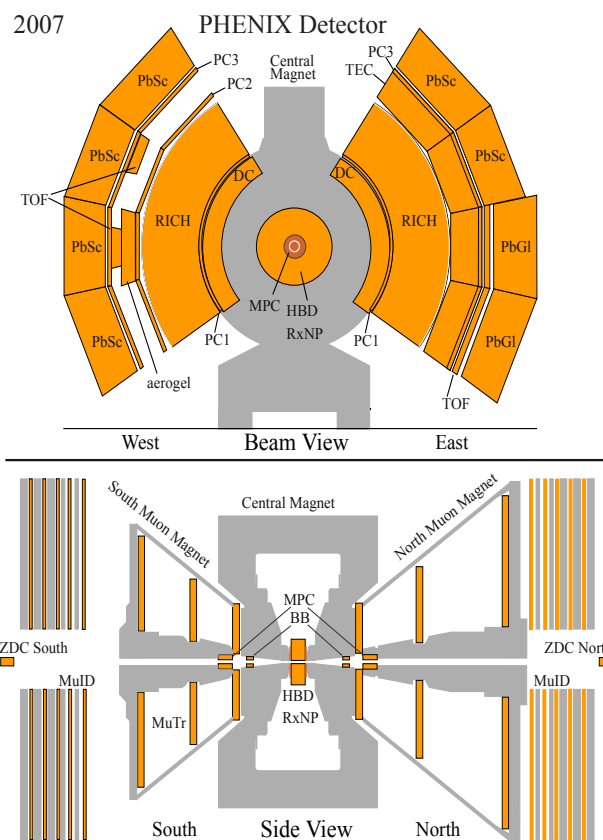 2007
PHENIX Detector
Central
Magnet
PC3
PC2
PC3
TEC
PbSc
PbSc
PbSc
PbSc
PbSc
PbSc
PbGl
PbGl
TOF
DC
DC
RICH
RICH
MPC
HBD
RxNP
PC1
PC1
aerogel
TOF
West
Beam View
East
South Muon Magnet
Central Magnet
North Muon Magnet
MPC
BB
ZDC South
ZDC Nort
MuID
MuID
HBD
RxNP
MuTr
South
Side View
North